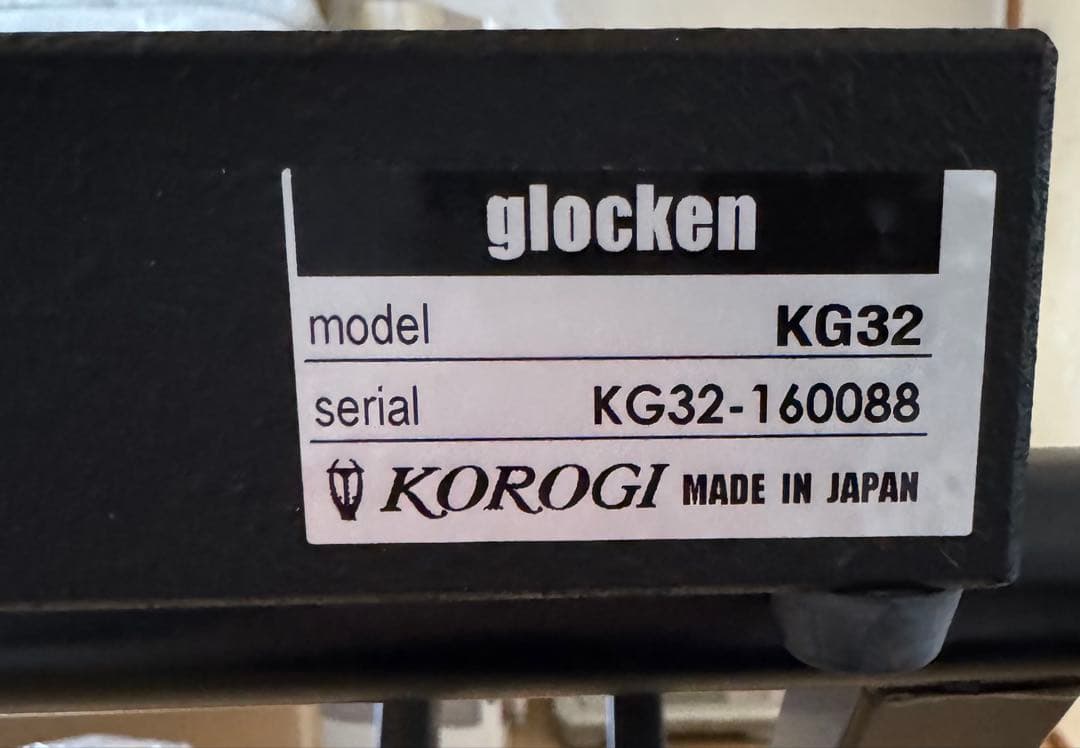 glocken
model KG32
serial KG32-160088
KOROGI MADE IN JAPAN